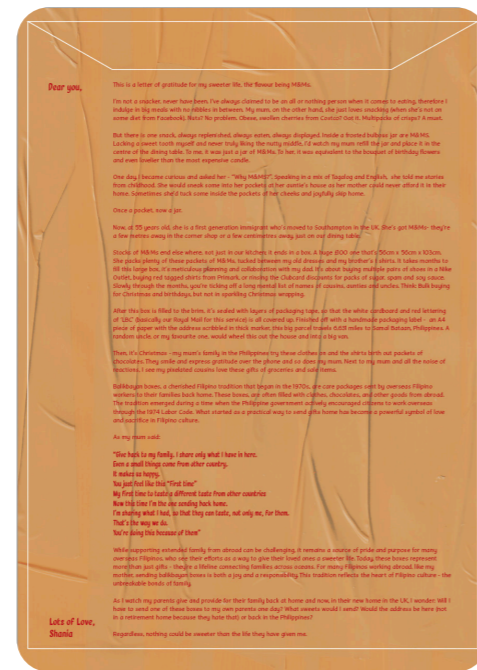 Dear you,
This is a letter of gratitude for my sweeter life, the flavour being M&Ms.
I'm not a snacker, never have been. I've always claimed to be an all or nothing person when it comes to eating, therefore I
indulge in big meals with no nibbles in between. My mum, on the other hand, she just loves snacking (when she's not on
some diet from Facebook). Nuts? No problem. Obese, swollen cherries from Costco? Got it. Multipacks of crisps? A must.
But there is one snack, always replenished, always eaten, always displayed. Inside a frosted bulbous jar are M&MS.
Lacking a sweet tooth myself and never truly liking the nutty middle, I'd watch my mum refill the jar and place it in the
centre of the dining table. To me, it was just a jar of M&Ms. To her, it was equivalent to the bouquet of birthday flowers
and even lovelier than the most expensive candle.
One day I became curious and asked her - "Why M&MS?". Speaking in a mix of Tagalog and English, she told me stories
from childhood. She would sneak some into her pockets at her auntie's house as her mother could never afford it in their
home. Sometimes she'd tuck some inside the pockets of her cheeks and joyfully skip home.
Once a pocket, now a jar.
Now, at 55 years old, she is a first generation immigrant who's moved to Southampton in the UK. She's got M&Ms- they're
a few metres away in the corner shop or a few centimetres away just on our dining table.
Stocks of M&Ms end else where, not just in our kitchen; it ends in a box. A huge BOO one that's 56cm x 56cm x 103cm.
She packs plenty of those packets of M&Ms, tucked between my old dresses and my brother's t-shirts. It takes months to
fill this large box. It's meticulous planning and collaboration with my dad. It's about buying multiple pairs of shoes in a Nike
Outlet, buying red tagged shirts from Primark, or rinsing the Clubcard discounts for packs of sugar, spam and soy sauce.
Slowly through the months, you're ticking off a long mental list of names of cousins, aunties and uncles. Think: Bulk buying
for Christmas and birthdays, but not in sparkling Christmas wrapping.
After this box is filled to the brim, it's sealed with layers of packaging tape, so that the white cardboard and red lettering
of 'LBC' (basically our Royal Mail for this service) is all covered up. Finished off with a handmade packaging label - an A4
piece of paper with the address scribbled in thick marker, this big parcel travels 6,631 miles to Samal Bataan, Philippines. A
random uncle, or my favourite one, would wheel this out the house and into a big van.
Then, it's Christmas - my mum's family in the Philippines try these clothes on and the shirts birth out packets of
chocolates. They smile and express gratitude over the phone and so does my mum. Next to my mum and all the noise of
reactions, I see my pixelated cousins love these gifts of groceries and sale items.
Balikbayan boxes, a cherished Filipino tradition that began in the 1970s, are care packages sent by overseas Filipino
workers to their families back home. These boxes, are often filled with clothes, chocolates, and other goods from abroad.
The tradition emerged during a time when the Philippine government actively encouraged citizens to work overseas
through the 1974 Labor Code. What started as a practical way to send gifts home has become a powerful symbol of love
and sacrifice in Filipino culture.
As my mum said:
"Give back to my family. I share only what I have in here.
Even a small things come from other country.
It makes us happy.
You just feel like this "First time"
My first time to taste a different taste from other countries
Now this time I'm the one sending back home.
I'm sharing what I had, so that they can taste, not only me, for them.
That's the way we do.
You're doing this because of them"
While supporting extended family from abroad can be challenging, it remains a source of pride and purpose for many
overseas Filipinos, who see their efforts as a way to give their loved ones a sweeter life. Today, these boxes represent
more than just gifts - they're a lifeline connecting families across oceans. For many Filipinos working abroad, like my
mother, sending balikbayan boxes is both a joy and a responsibility. This tradition reflects the heart of Filipino culture - the
unbreakable bonds of family.
As I watch my parents give and provide for their family back at home and now, in their new home in the UK, I wonder: Will I
have to send one of these boxes to my own parents one day? What sweets would I send? Would the address be here (not
in a retirement home because they hate that) or back in the Philippines?
Regardless, nothing could be sweeter than the life they have given me.
Lots of Love,
Shania